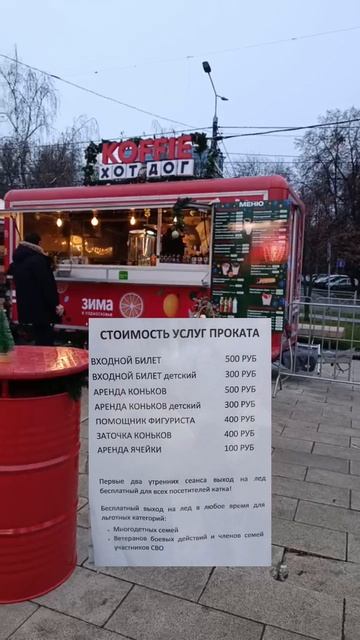 KOFFIE
ХОТ ДОГ
МЕНЮ
зима
в подмосковье
СТОИМОСТЬ УСЛУГ ПРОКАТА
ВХОДНОЙ БИЛЕТ 500 РУБ
ВХОДНОЙ БИЛЕТ детский 300 РУБ
АРЕНДА КОНЬКОВ 500 РУБ
АРЕНДА КОНЬКОВ детский 300 РУБ
ПОМОЩНИК ФИГУРИСТА 400 РУБ
ЗАТОЧКА КОНЬКОВ 400 РУБ
АРЕНДА ЯЧЕЙКИ 100 РУБ
Первые два утренних сеанса выход на лед
бесплатный для всех посетителей катка!
Бесплатный выход на лед в любое время для
льготных категорий:
- Многодетных семей
- Ветеранов боевых действий и членов семей
участников СВО